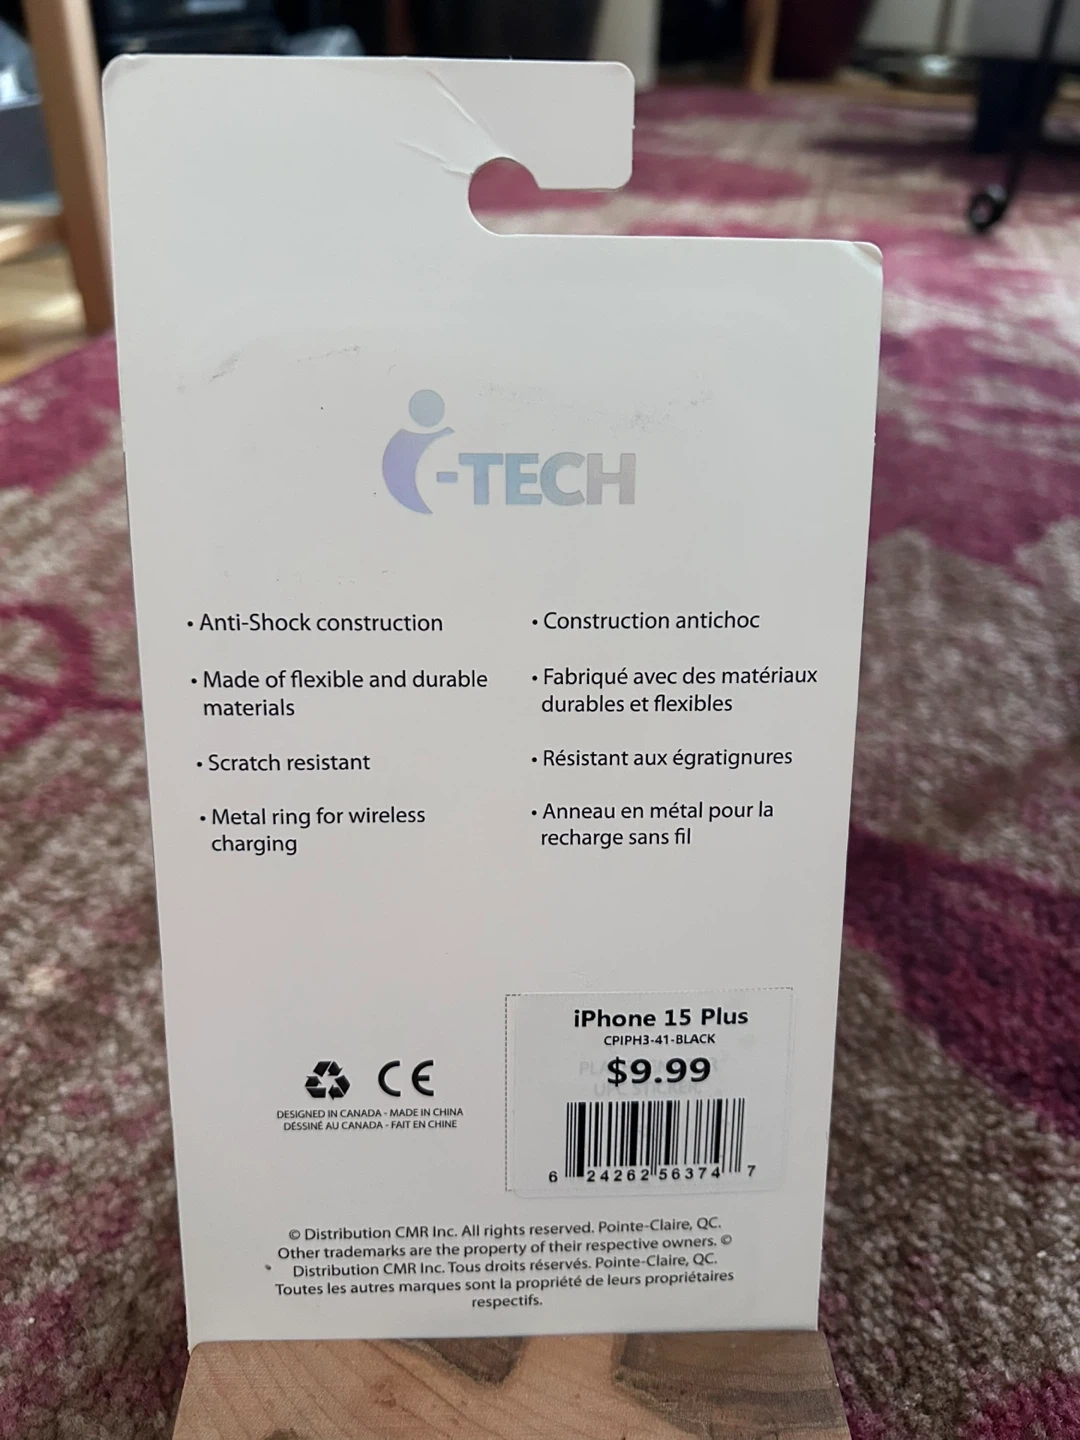 i-TECH
• Anti-Shock construction
• Made of flexible and durable
materials
• Scratch resistant
• Metal ring for wireless
charging
• Construction antichoc
• Fabriqué avec des matériaux
durables et flexibles
• Résistant aux égratignures
• Anneau en métal pour la
recharge sans fil
CE
DESIGNED IN CANADA - MADE IN CHINA
DESSINÉ AU CANADA - FAIT EN CHINE
iPhone 15 Plus
CPIPH3-41-BLACK
$9.99
UPC STICKER
6 24262 56374 7
© Distribution CMR Inc. All rights reserved. Pointe-Claire, QC.
Other trademarks are the property of their respective owners. ©
Distribution CMR Inc. Tous droits réservés. Pointe-Claire, QC.
Toutes les autres marques sont la propriété de leurs propriétaires
respectifs.